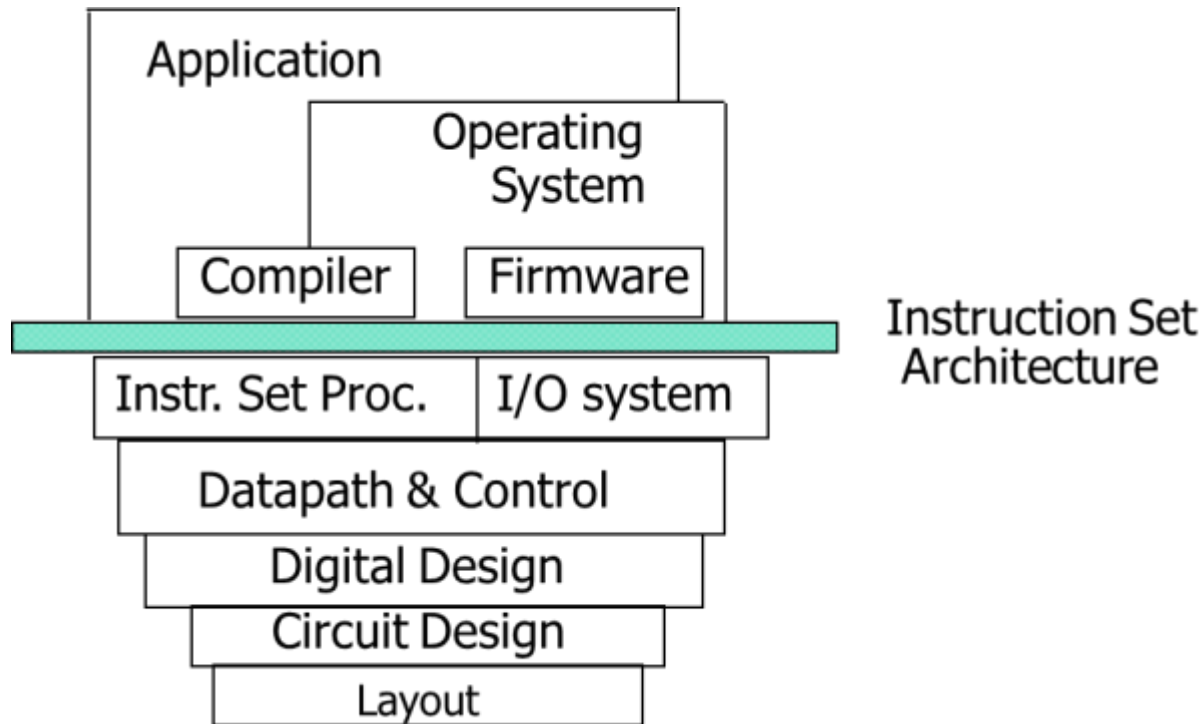 Application
Operating
System
Compiler
Firmware
Instruction Set
Architecture
Instr. Set Proc.
I/O system
Datapath & Control
Digital Design
Circuit Design
Layout